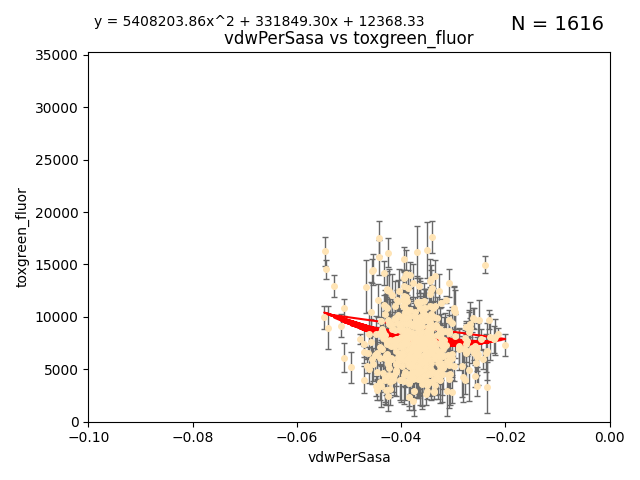 y = 5408203.86x^2 + 331849.30x + 12368.33
N = 1616
vdwPerSasa vs toxgreen_fluor
35000
30000
25000
20000
15000
10000
5000
0
toxgreen_fluor
−0.10
−0.08
−0.06
−0.04
−0.02
0.00
vdwPerSasa